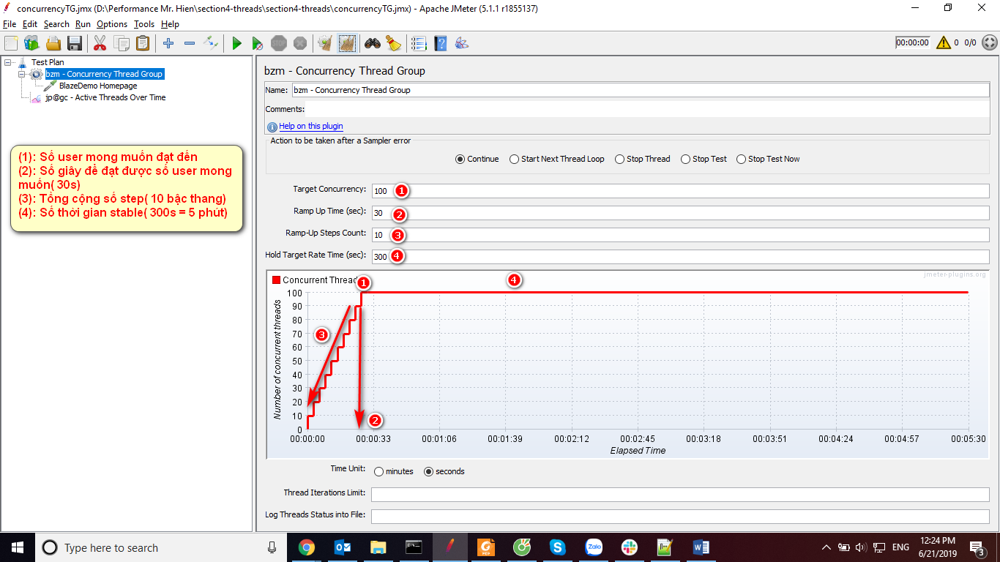 concurrencyTG.jmx (D:\Performance Mr. Hien\section4-threads\section4-threads\concurrencyTG.jmx) - Apache JMeter (5.1.1 r1855137)
File Edit Search Run Options Tools Help
00:00:00 0 0/0
Test Plan
bzm - Concurrency Thread Group
BlazeDemo Homepage
jp@gc - Active Threads Over Time
(1): Số user mong muốn đạt đến
(2): Số giây để đạt được số user mong
muốn( 30s)
(3): Tổng cộng số step( 10 bậc thang)
(4): Số thời gian stable( 300s = 5 phút)
bzm - Concurrency Thread Group
Name: bzm - Concurrency Thread Group
Comments:
Help on this plugin
Action to be taken after a Sampler error
Continue Start Next Thread Loop Stop Thread Stop Test Stop Test Now
Target Concurrency: 100 1
Ramp Up Time (sec): 30 2
Ramp-Up Steps Count: 10 3
Hold Target Rate Time (sec): 300 4
jmeter-plugins.org
Concurrent Thread 1 4
100
90
80
70
3
60
50
40
30
20
10
2
0
Number of concurrent threads
00:00:00 00:00:33 00:01:06 00:01:39 00:02:12 00:02:45 00:03:18 00:03:51 00:04:24 00:04:57 00:05:30
Elapsed Time
Time Unit: minutes seconds
Thread Iterations Limit:
Log Threads Status into File:
Type here to search
PDF
Zalo
ENG
12:24 PM
6/21/2019
3